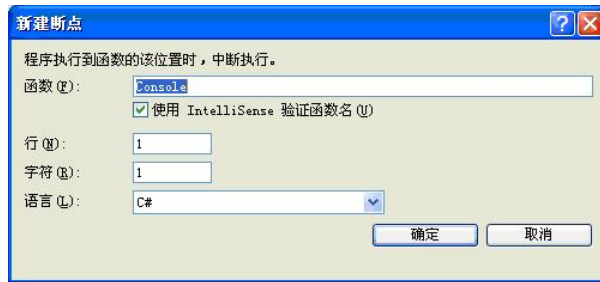 新建断点
程序执行到函数的该位置时，中断执行。
函数(F): Console
使用 IntelliSense 验证函数名(U)
行(N): 1
字符(R): 1
语言(L): C#
确定 取消